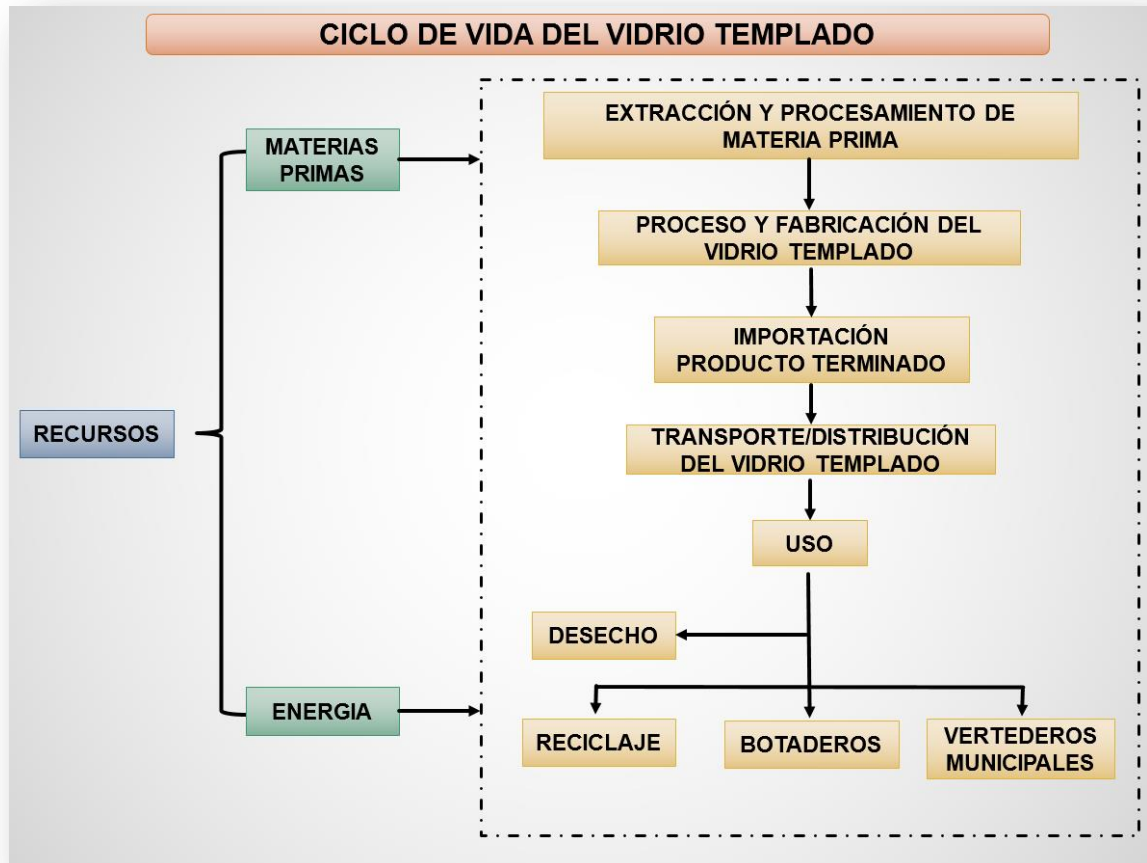 CICLO DE VIDA DEL VIDRIO TEMPLADO
RECURSOS
MATERIAS
PRIMAS
ENERGIA
EXTRACCIÓN Y PROCESAMIENTO DE
MATERIA PRIMA
PROCESO Y FABRICACIÓN DEL
VIDRIO TEMPLADO
IMPORTACIÓN
PRODUCTO TERMINADO
TRANSPORTE/DISTRIBUCIÓN
DEL VIDRIO TEMPLADO
USO
DESECHO
RECICLAJE
BOTADEROS
VERTEDEROS
MUNICIPALES